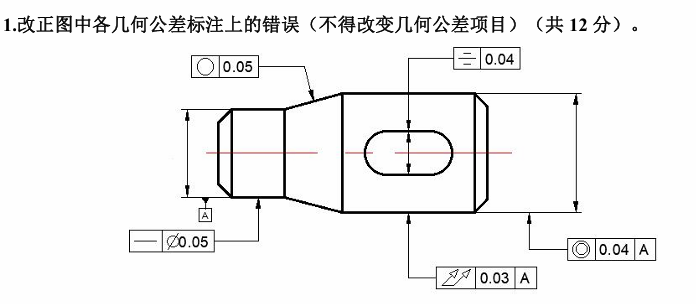 1.改正图中各几何公差标注上的错误（不得改变几何公差项目）（共 12 分）。
○ 0.05
⌯ 0.04
A
— Ø0.05
◎ 0.04 A
⌰ 0.03 A